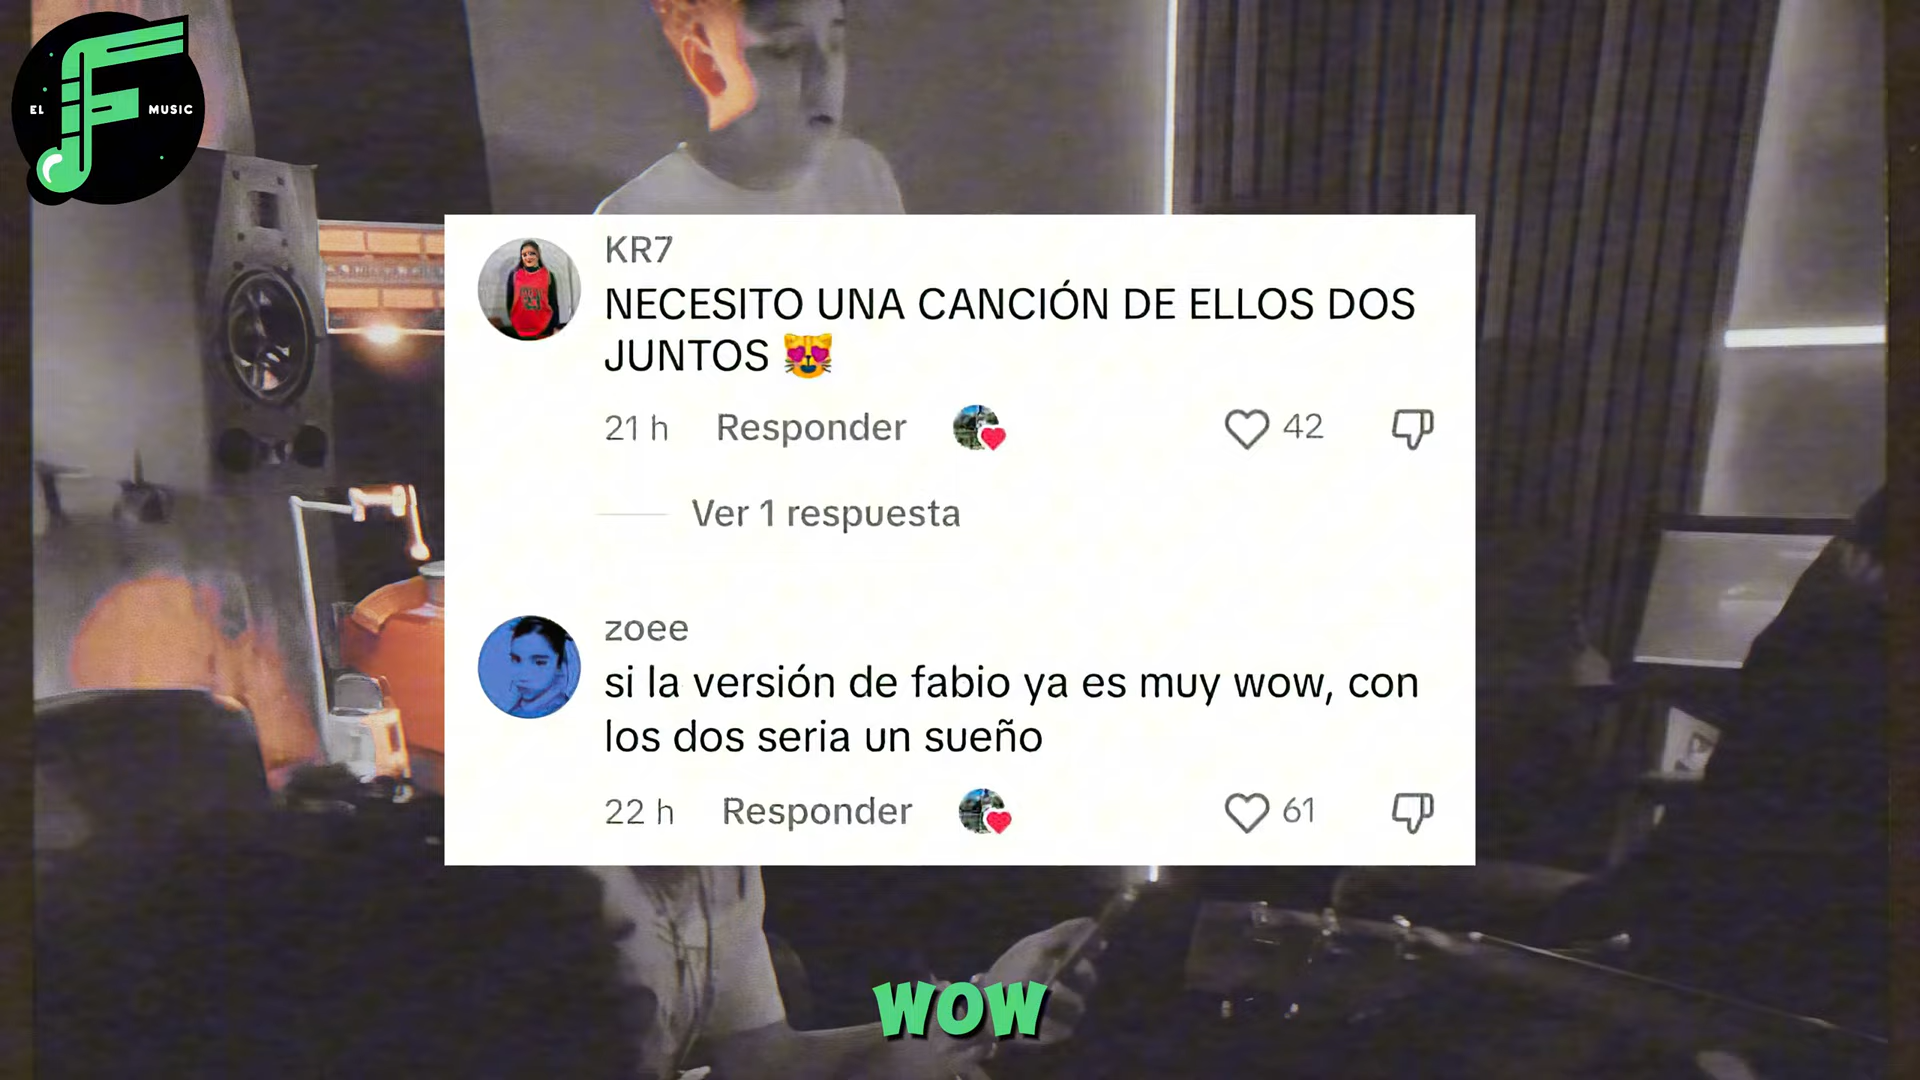 EL MUSIC
KR7
NECESITO UNA CANCIÓN DE ELLOS DOS
JUNTOS 😻
21 h Responder 42
Ver 1 respuesta
zoee
si la versión de fabio ya es muy wow, con
los dos seria un sueño
22 h Responder 61
WOW